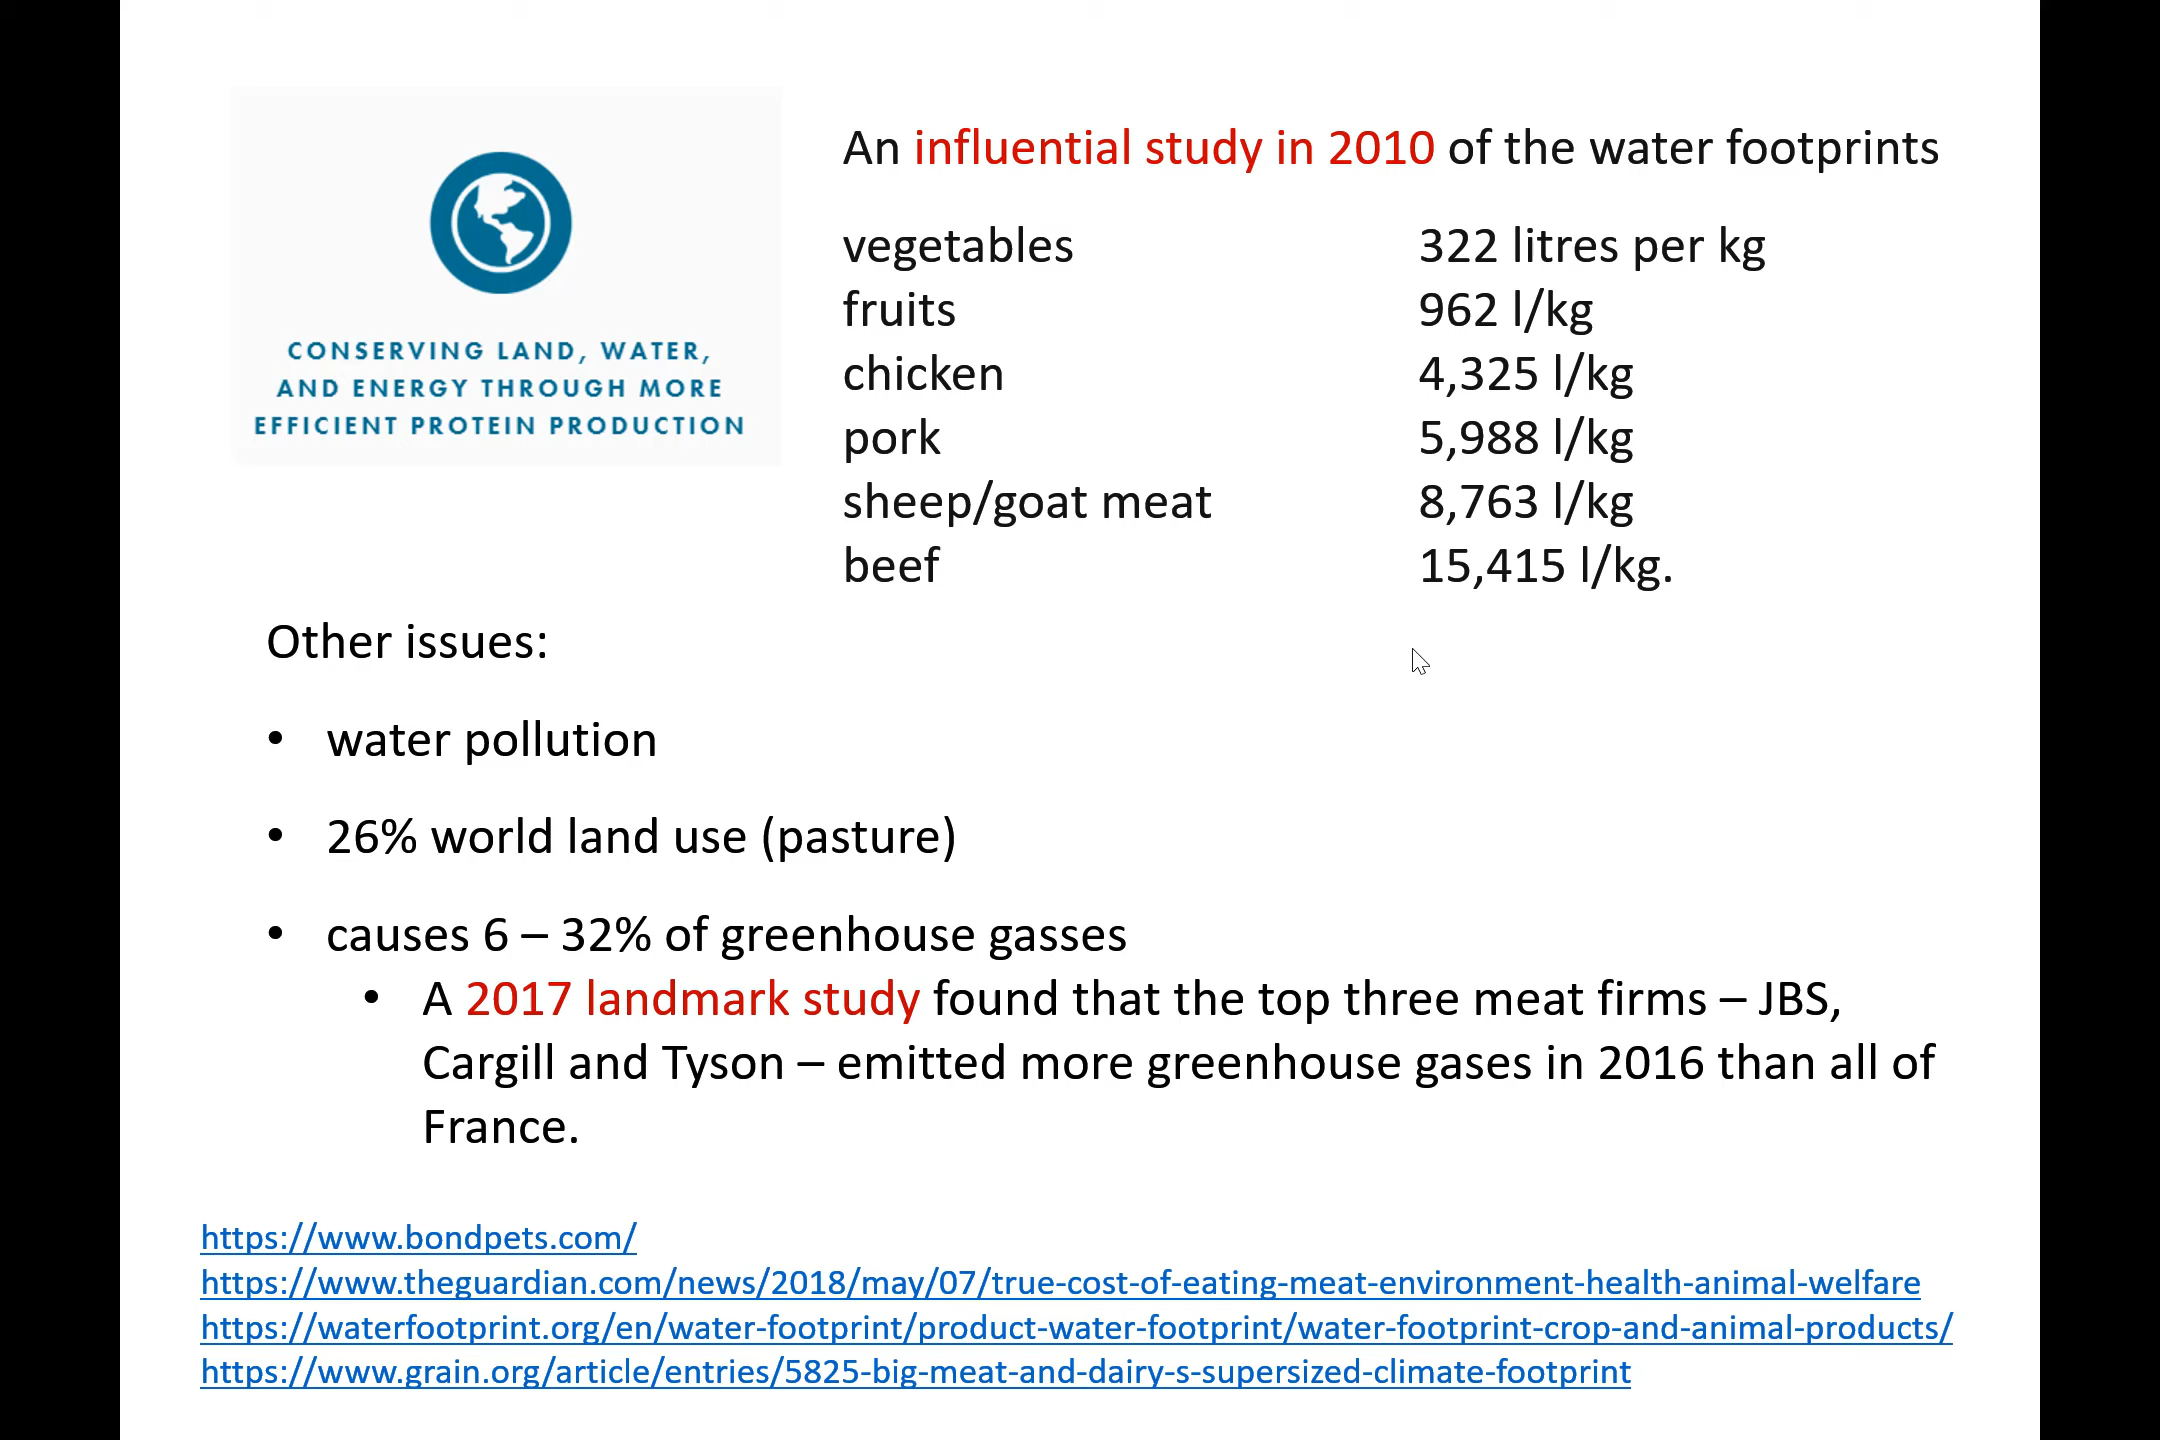 CONSERVING LAND, WATER,
AND ENERGY THROUGH MORE
EFFICIENT PROTEIN PRODUCTION
An influential study in 2010 of the water footprints
vegetables 322 litres per kg
fruits 962 l/kg
chicken 4,325 l/kg
pork 5,988 l/kg
sheep/goat meat 8,763 l/kg
beef 15,415 l/kg.
Other issues:
• water pollution
• 26% world land use (pasture)
• causes 6 – 32% of greenhouse gasses
• A 2017 landmark study found that the top three meat firms – JBS,
Cargill and Tyson – emitted more greenhouse gases in 2016 than all of
France.
https://www.bondpets.com/
https://www.theguardian.com/news/2018/may/07/true-cost-of-eating-meat-environment-health-animal-welfare
https://waterfootprint.org/en/water-footprint/product-water-footprint/water-footprint-crop-and-animal-products/
https://www.grain.org/article/entries/5825-big-meat-and-dairy-s-supersized-climate-footprint